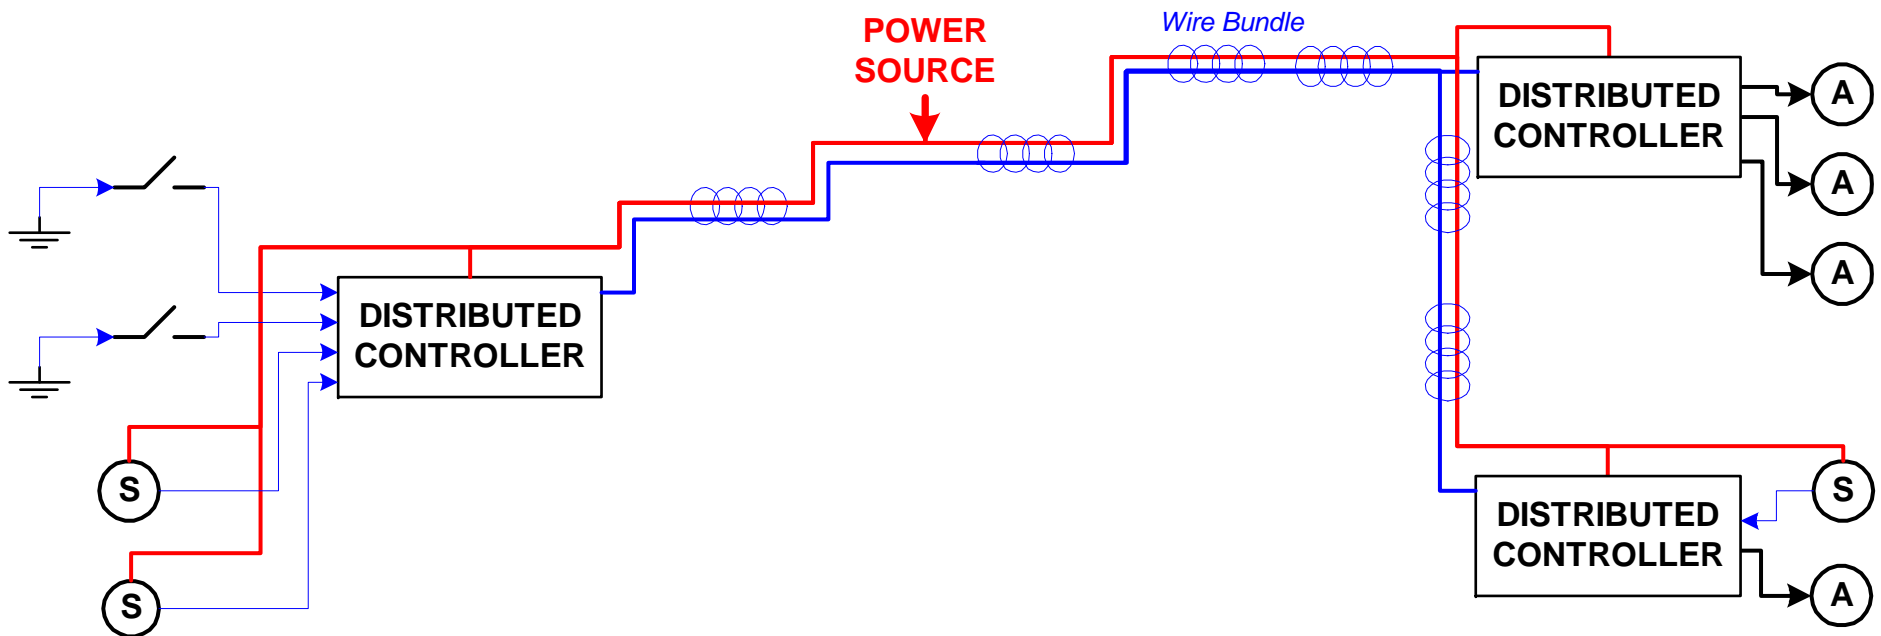 POWER
SOURCE
Wire Bundle
DISTRIBUTED
CONTROLLER
A
A
A
DISTRIBUTED
CONTROLLER
S
S
DISTRIBUTED
CONTROLLER
S
A